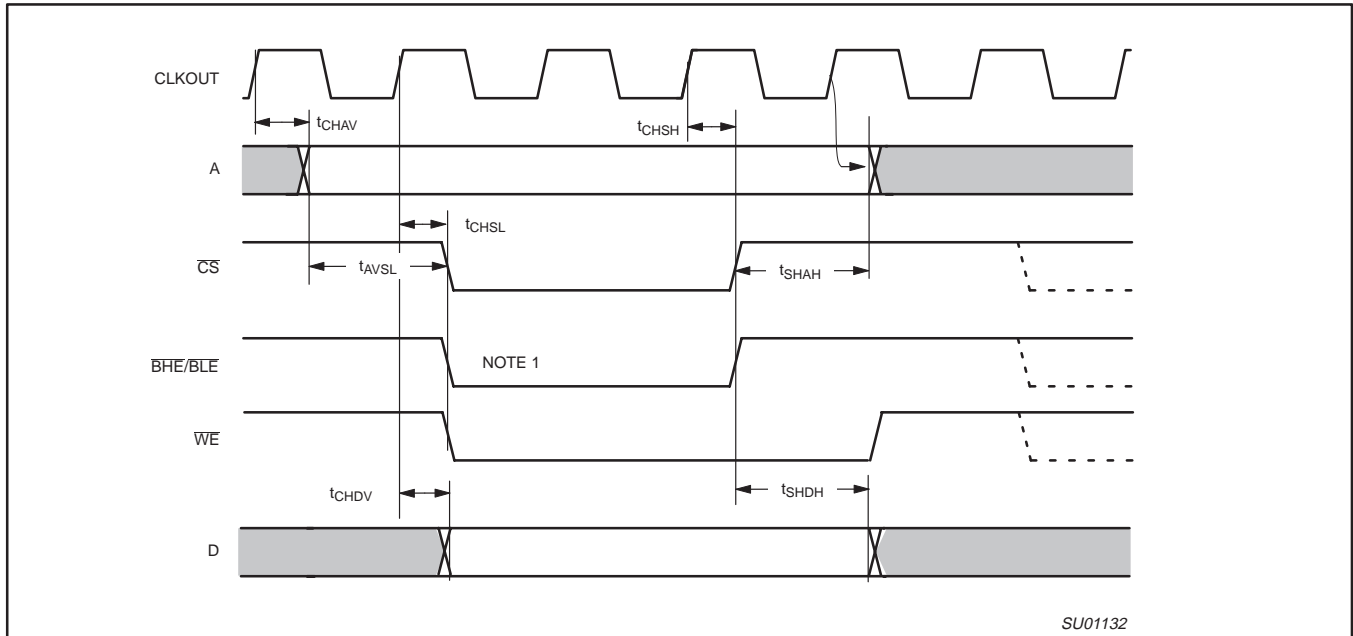 CLKOUT
tCHAV
tCHSH
A
tCHSL
CS
tAVSL
tSHAH
BHE/BLE
NOTE 1
WE
tCHDV
tSHDH
D
SU01132